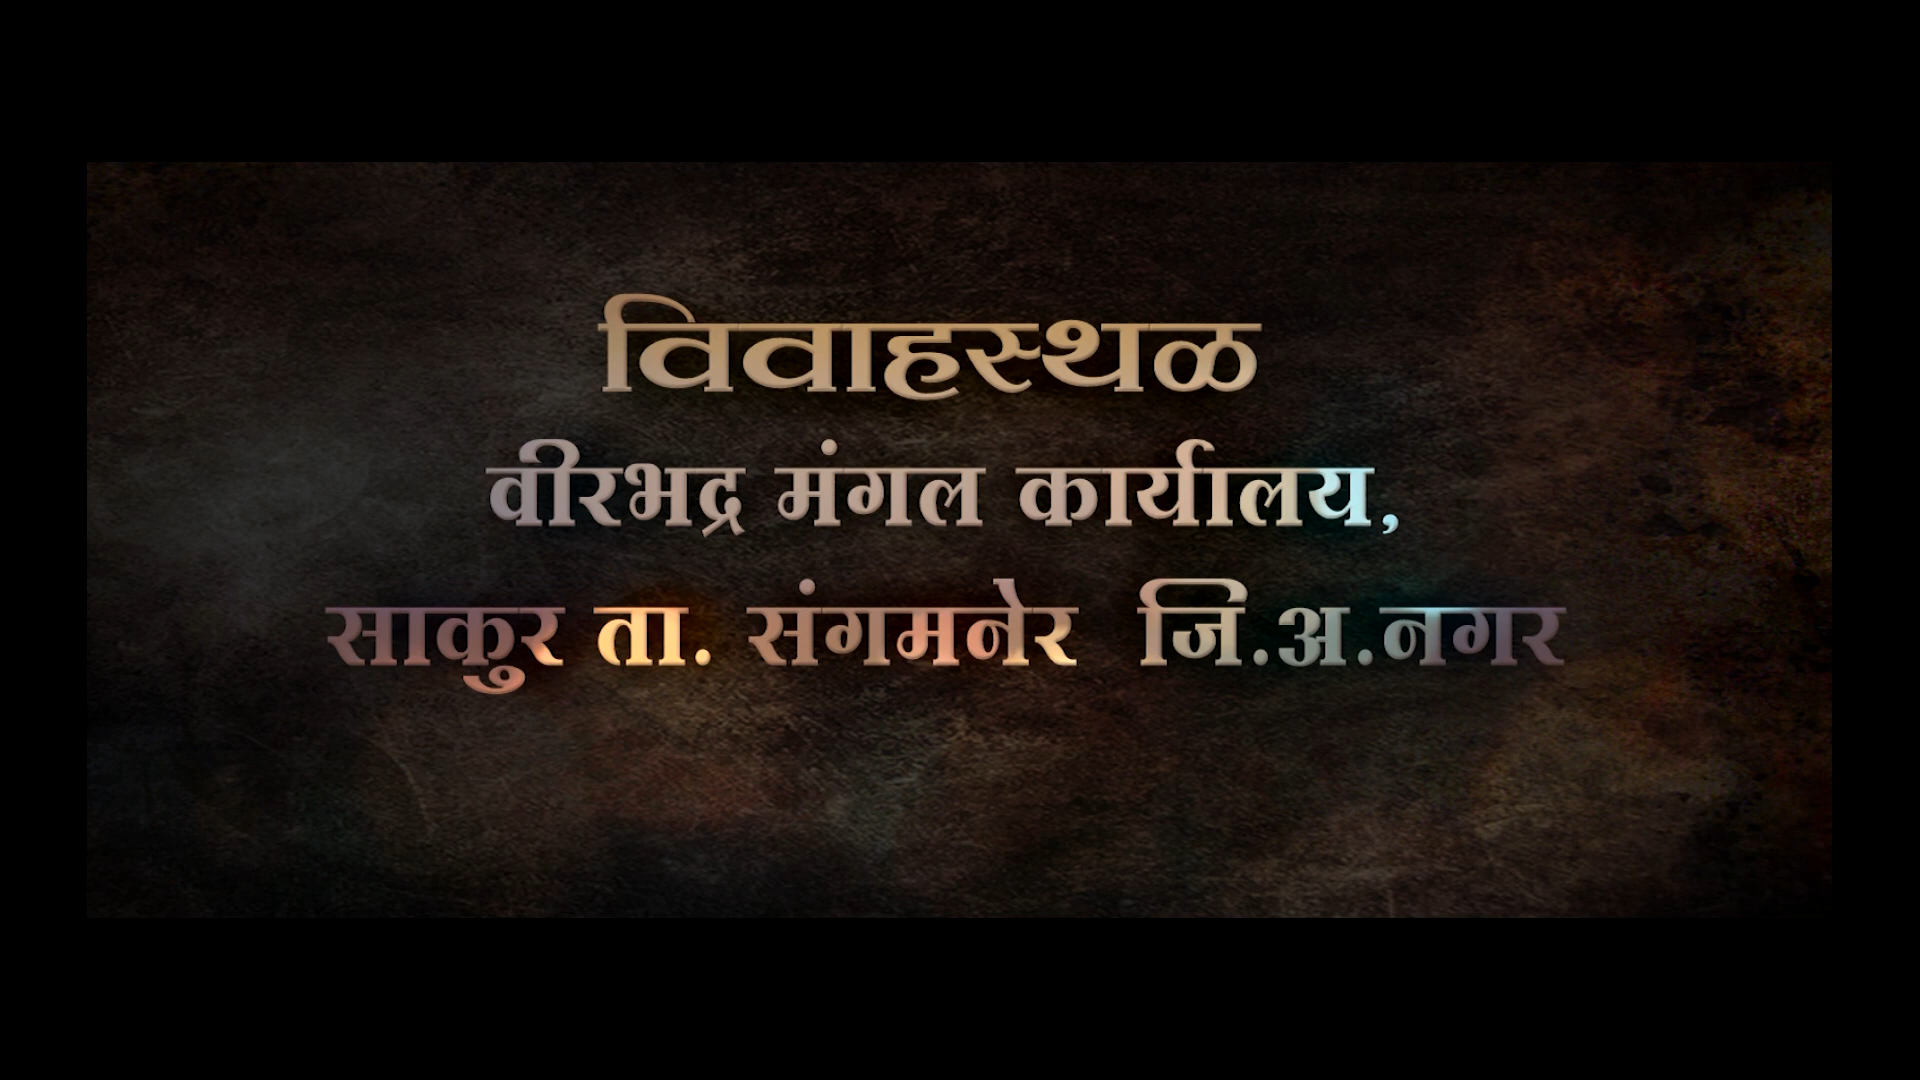 विवाहस्थळ
वीरभद्र मंगल कार्यालय,
साकुर ता. संगमनेर जि.अ.नगर